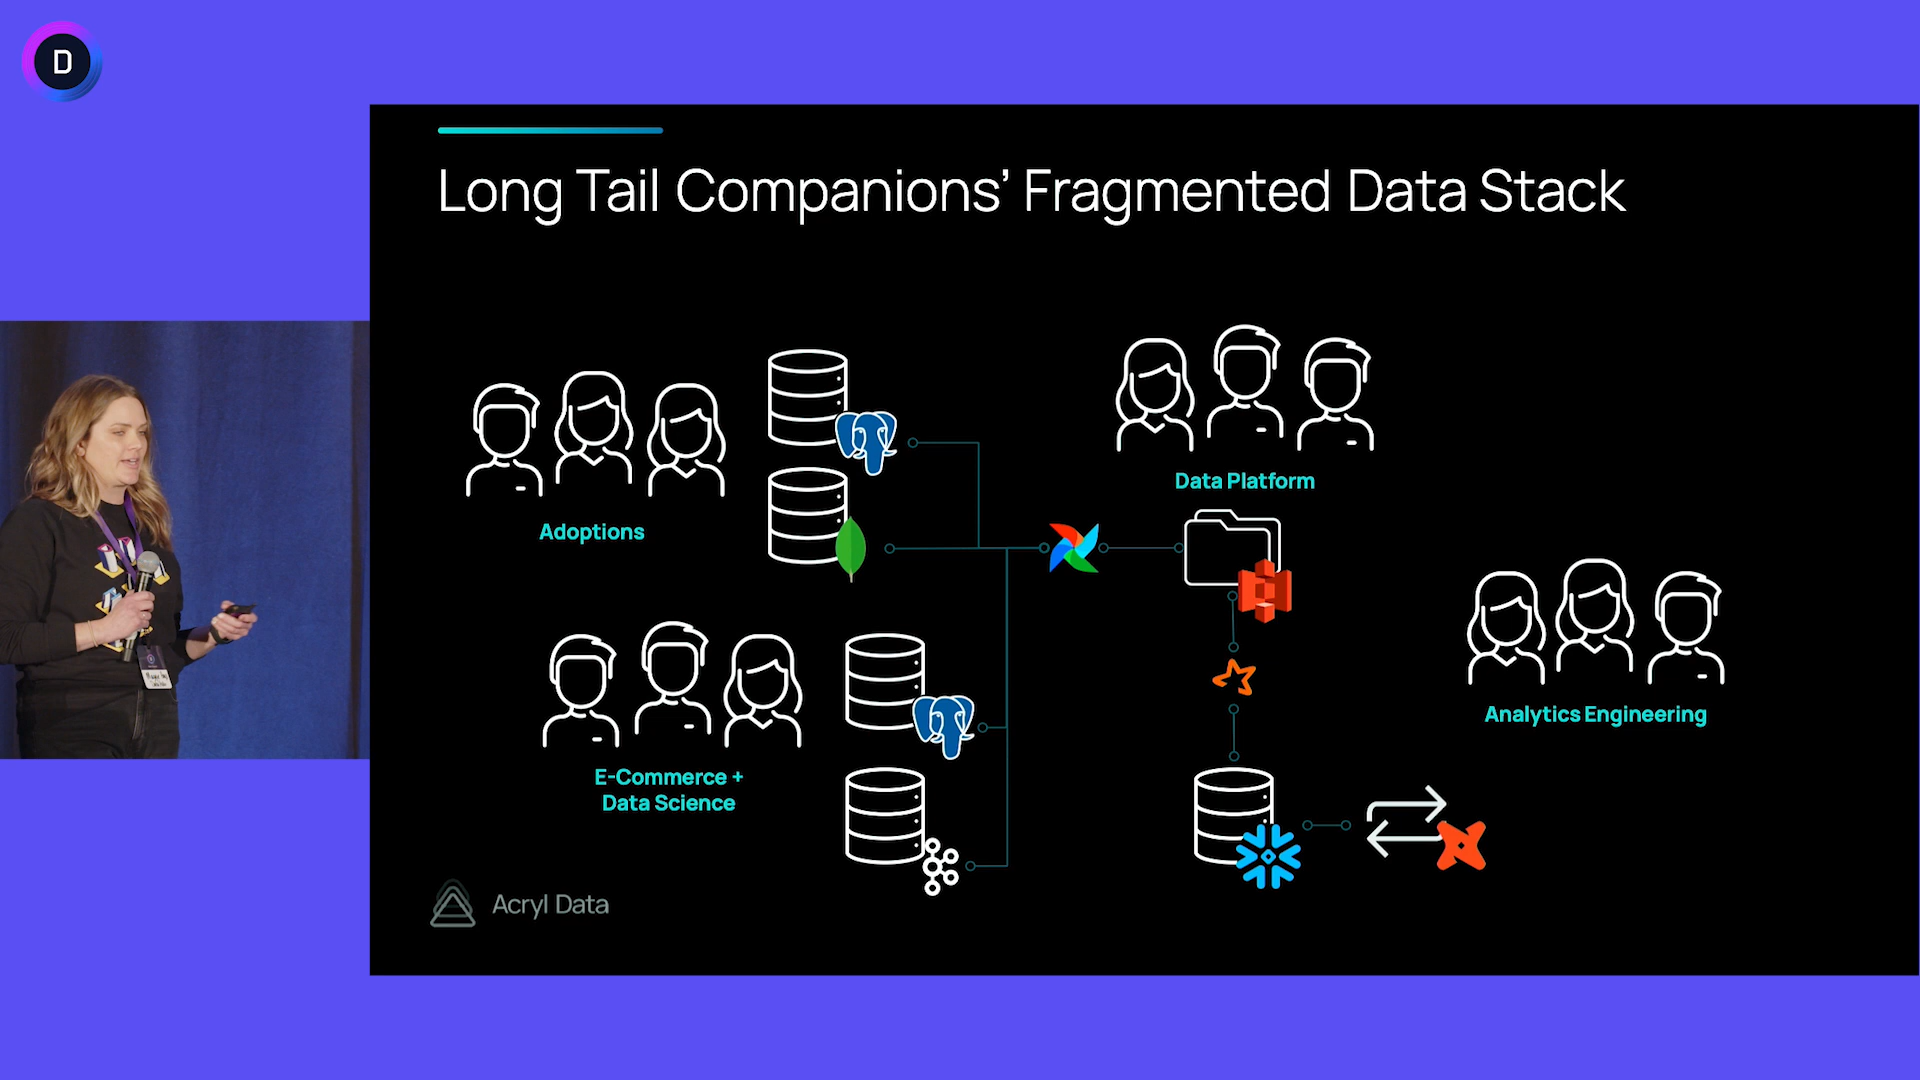 D
Long Tail Companions' Fragmented Data Stack
Data Platform
Adoptions
Analytics Engineering
E-Commerce +
Data Science
Acryl Data